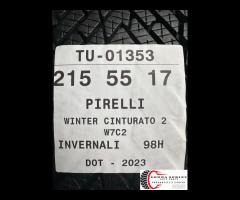 TU-01353
215 55 17
PIRELLI
WINTER CINTURATO 2
W7C2
INVERNALI 98H
DOT - 2023